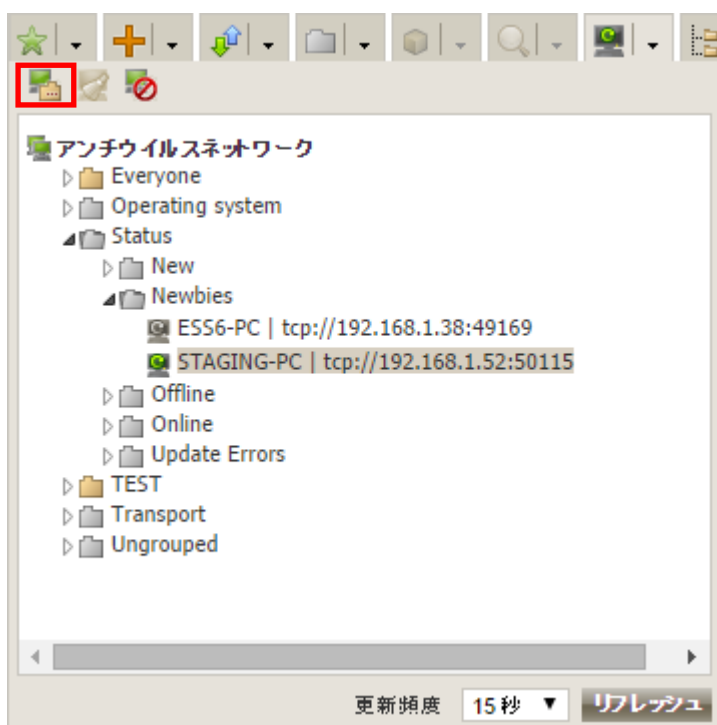 アンチウイルスネットワーク
Everyone
Operating system
Status
New
Newbies
ESS6-PC | tcp://192.168.1.38:49169
STAGING-PC | tcp://192.168.1.52:50115
Offline
Online
Update Errors
TEST
Transport
Ungrouped
更新頻度 15 秒 リフレッシュ